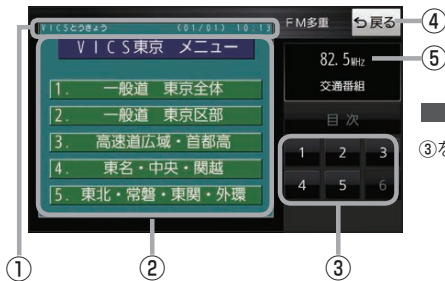 VICSとうきょう (01/01) 10:13
FM多重
戻る
④
VICS東京 メニュー
82.5MHz
⑤
交通番組
1. 一般道 東京全体
2. 一般道 東京区部
3. 高速道広域・首都高
4. 東名・中央・関越
5. 東北・常磐・東関・外環
目次
1 2 3
4 5 6
③を
① ② ③